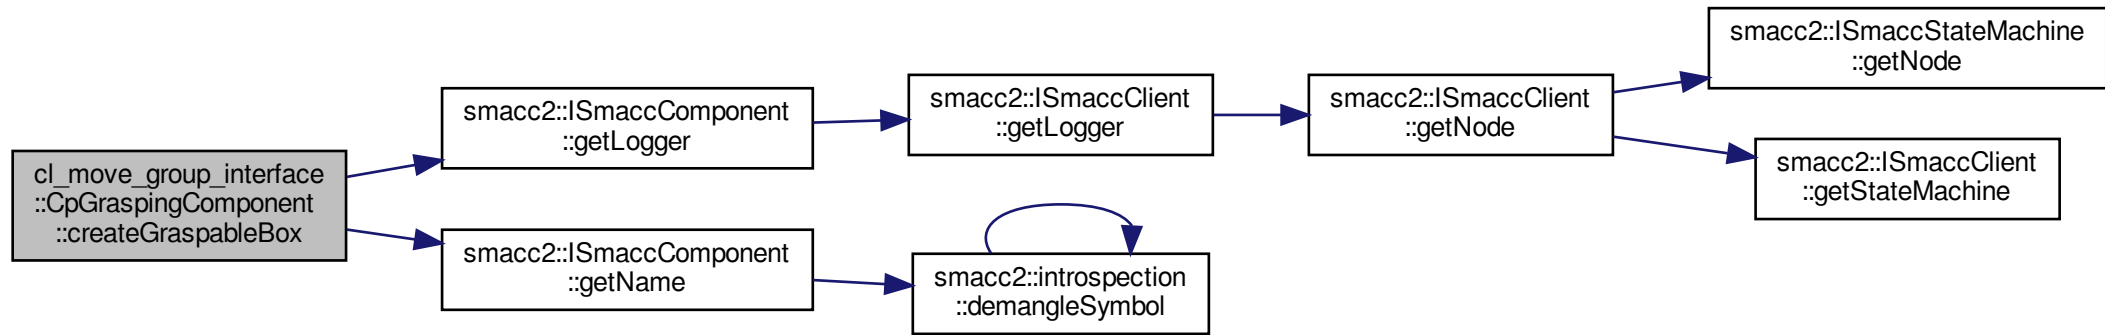 cl_move_group_interface
::CpGraspingComponent
::createGraspableBox
smacc2::ISmaccComponent
::getLogger
smacc2::ISmaccClient
::getLogger
smacc2::ISmaccClient
::getNode
smacc2::ISmaccStateMachine
::getNode
smacc2::ISmaccClient
::getStateMachine
smacc2::ISmaccComponent
::getName
smacc2::introspection
::demangleSymbol